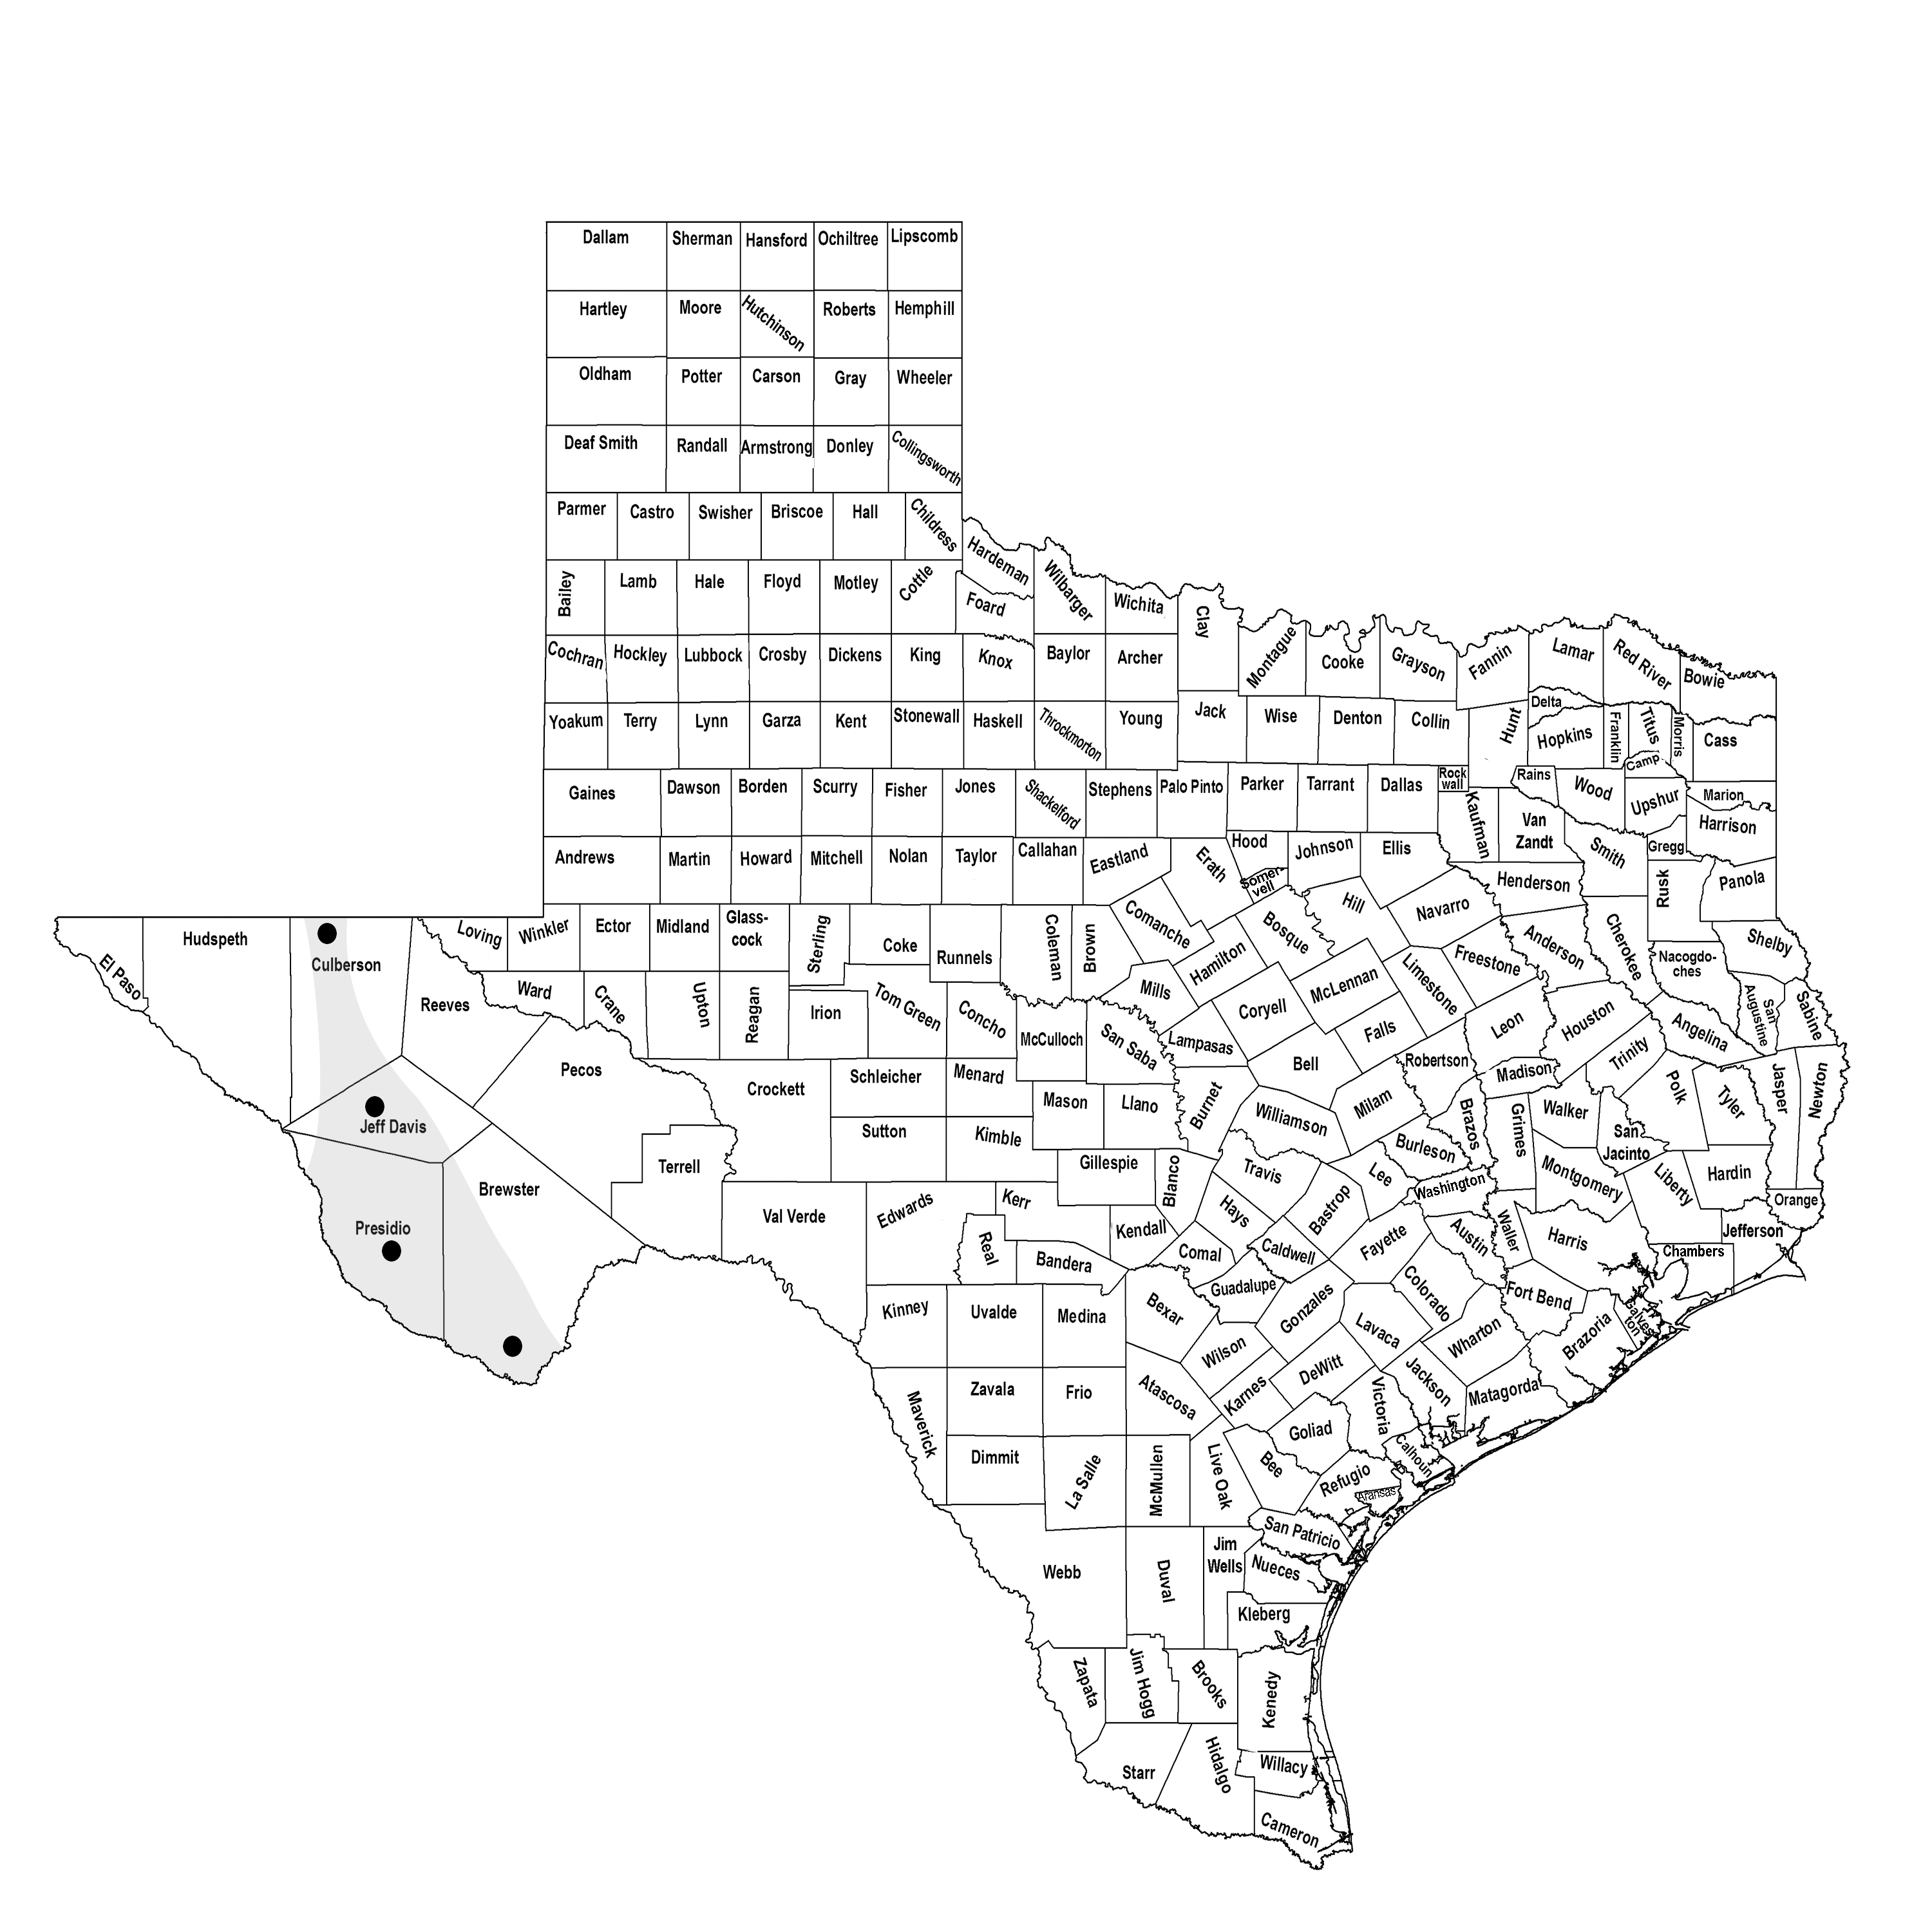 Dallam
Sherman
Hansford
Ochiltree
Lipscomb
Hartley
Moore
Hutchinson
Roberts
Hemphill
Oldham
Potter
Carson
Gray
Wheeler
Deaf Smith
Randall
Armstrong
Donley
Collingsworth
Parmer
Castro
Swisher
Briscoe
Hall
Childress
Hardeman
Bailey
Lamb
Hale
Floyd
Motley
Cottle
Foard
Wilbarger
Wichita
Clay
Montague
Cooke
Grayson
Fannin
Lamar
Red River
Bowie
Cochran
Hockley
Lubbock
Crosby
Dickens
King
Knox
Baylor
Archer
Yoakum
Terry
Lynn
Garza
Kent
Stonewall
Haskell
Throckmorton
Young
Jack
Wise
Denton
Collin
Hunt
Delta
Hopkins
Franklin
Titus
Morris
Cass
Camp
Gaines
Dawson
Borden
Scurry
Fisher
Jones
Shackelford
Stephens
Palo Pinto
Parker
Tarrant
Dallas
Rock
wall
Kaufman
Rains
Wood
Upshur
Marion
Harrison
Van
Zandt
Smith
Gregg
Andrews
Martin
Howard
Mitchell
Nolan
Taylor
Callahan
Eastland
Erath
Hood
Somer-
vell
Johnson
Ellis
Henderson
Rusk
Panola
El Paso
Hudspeth
Culberson
Reeves
Loving
Winkler
Ector
Midland
Glass-
cock
Sterling
Coke
Runnels
Coleman
Brown
Comanche
Hamilton
Bosque
Hill
Navarro
Freestone
Anderson
Cherokee
Nacogdo-
ches
Shelby
Ward
Crane
Upton
Reagan
Irion
Tom Green
Concho
McCulloch
San Saba
Mills
Lampasas
Coryell
McLennan
Limestone
Falls
Bell
Leon
Houston
Angelina
San
Augustine
Sabine
Jeff Davis
Pecos
Crockett
Schleicher
Menard
Mason
Llano
Burnet
Williamson
Milam
Robertson
Madison
Brazos
Grimes
Walker
Trinity
Polk
Tyler
Jasper
Newton
San
Jacinto
Terrell
Sutton
Kimble
Gillespie
Blanco
Travis
Lee
Burleson
Washington
Montgomery
Liberty
Hardin
Orange
Jefferson
Presidio
Brewster
Val Verde
Edwards
Kerr
Real
Bandera
Kendall
Comal
Hays
Caldwell
Bastrop
Fayette
Austin
Waller
Harris
Chambers
Kinney
Uvalde
Medina
Bexar
Guadalupe
Gonzales
Lavaca
Colorado
Fort Bend
Wharton
Brazoria
Galves-
ton
Maverick
Zavala
Frio
Atascosa
Wilson
Karnes
DeWitt
Victoria
Jackson
Matagorda
Dimmit
La Salle
McMullen
Live Oak
Bee
Goliad
Refugio
Calhoun
Aransas
San Patricio
Webb
Duval
Jim
Wells
Nueces
Kleberg
Zapata
Jim Hogg
Brooks
Kenedy
Starr
Hidalgo
Willacy
Cameron